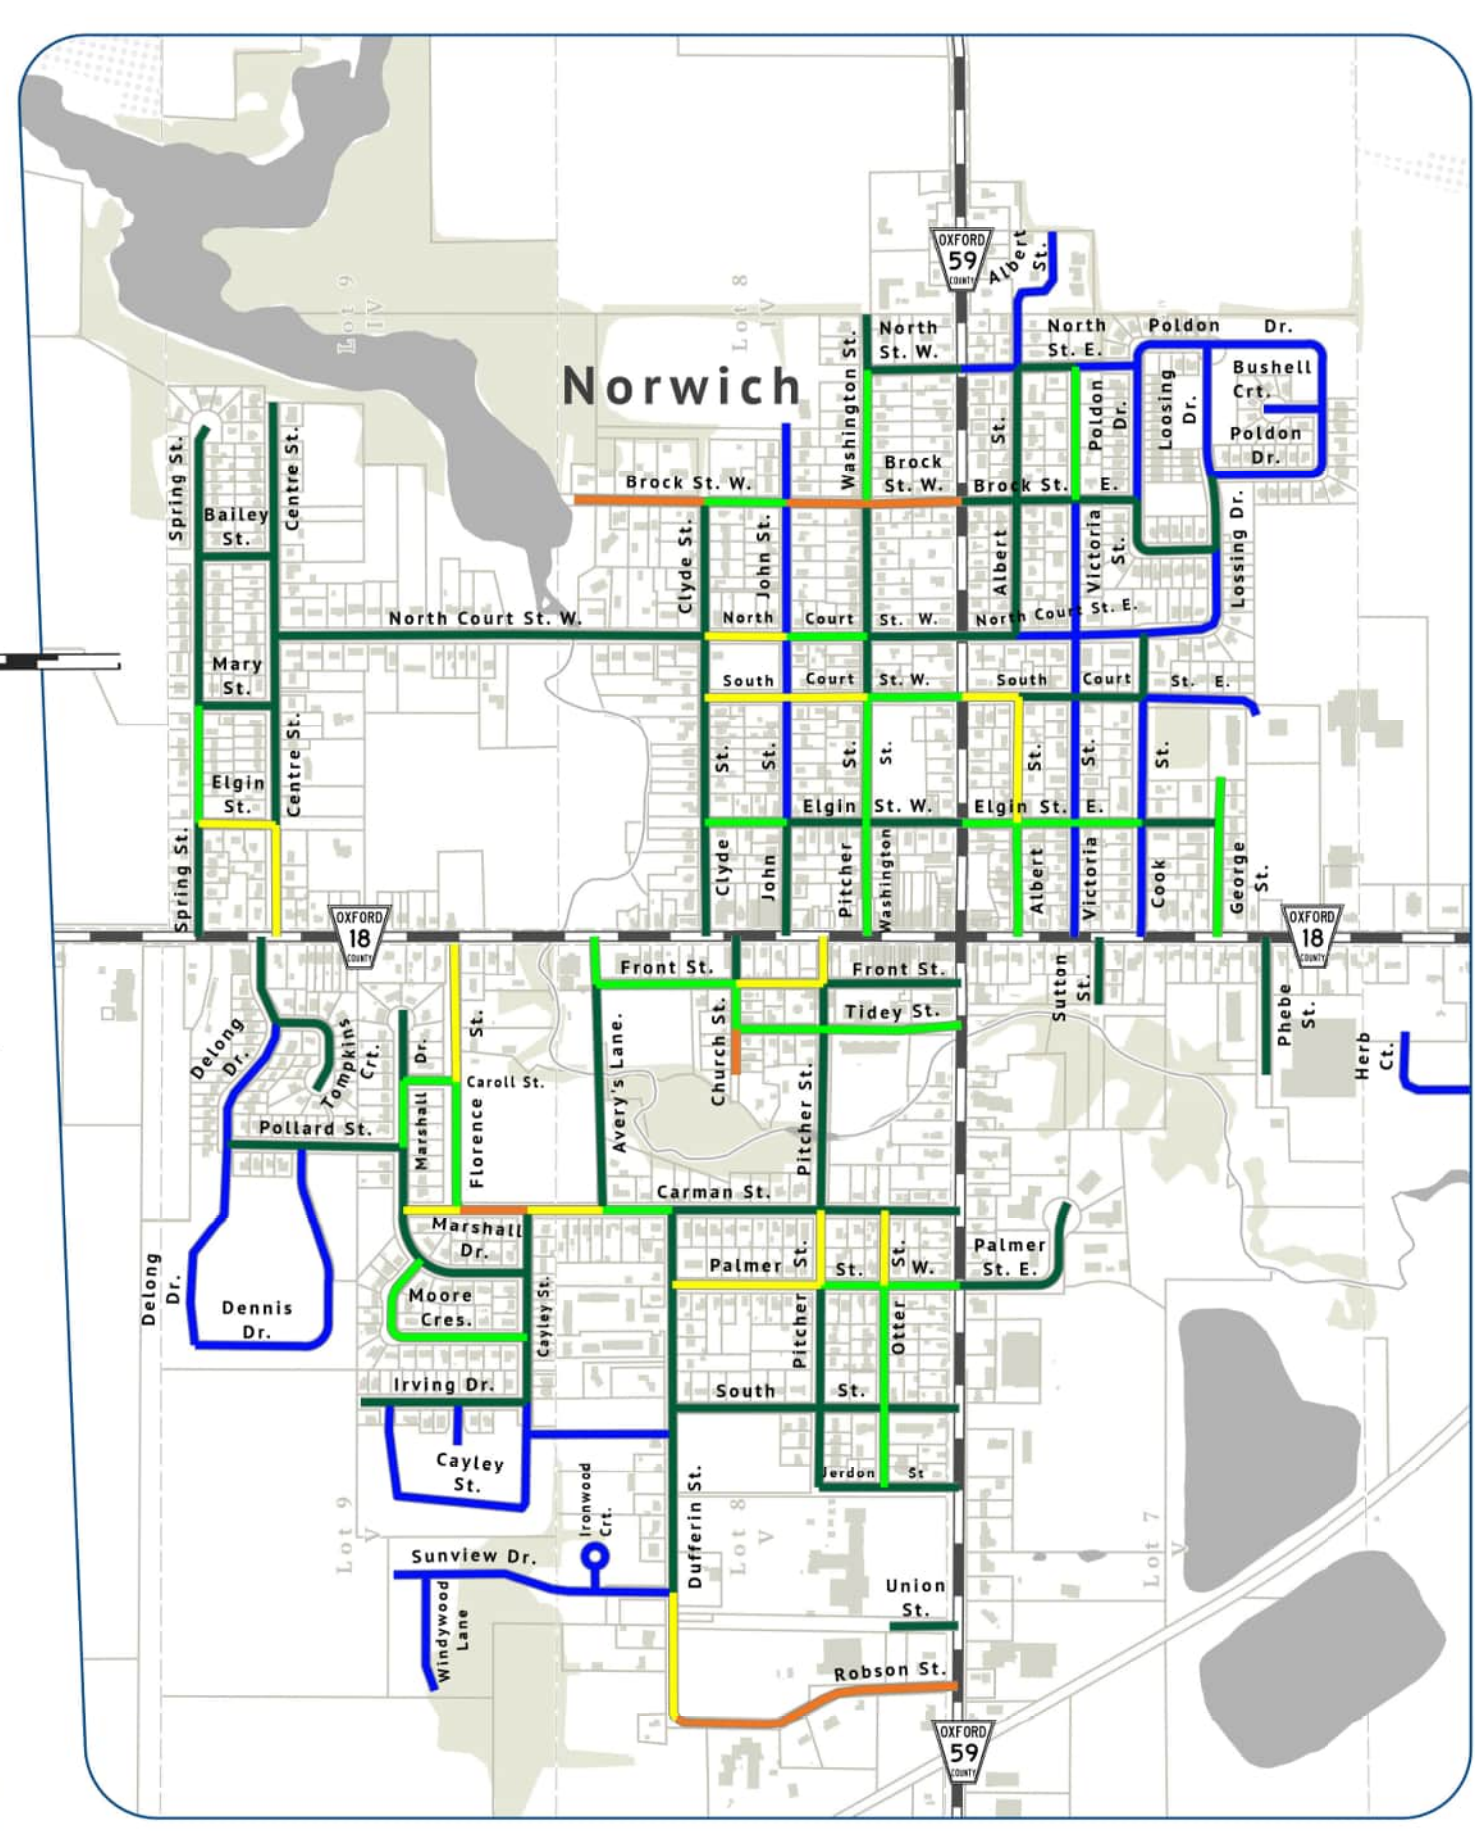 OXFORD
59
COUNTY
Albert
St.
Lot 9
IV
Lot 8
IV
North
St. W.
North
St. E.
Poldon Dr.
Norwich
Washington St.
Bushell
Crt.
Poldon
Dr.
Loosing
Dr.
Poldon
Dr.
St.
Spring St.
Centre St.
Brock St. W.
Brock
St. W.
Brock St. E.
Bailey
St.
Clyde St.
John St.
Albert
Victoria
St.
Lossing Dr.
North Court St. W.
North Court St. W.
North Court St. E.
Mary
St.
South Court St. W.
South Court St. E.
Centre St.
St.
St.
St.
St.
St.
St.
St.
Elgin
St.
Elgin St. W.
Elgin St. E.
Spring St.
Clyde
John
Pitcher
Washington
Albert
Victoria
Cook
George
St.
OXFORD
18
COUNTY
OXFORD
18
COUNTY
Front St.
Front St.
Sutton
St.
Phebe
St.
Herb
Ct.
Delong
Dr.
Tompkins
Crt.
Dr.
St.
Tidey St.
Church St.
Avery's Lane.
Caroll St.
Pollard St.
Marshall
Florence
Pitcher St.
Carman St.
Marshall
Dr.
Palmer St. W.
St.
St.
Palmer
St. E.
Delong
Dr.
Dennis
Dr.
Moore
Cres.
Cayley St.
Pitcher
Otter
Irving Dr.
South St.
Cayley
St.
Jerdon St
Ironwood
Crt.
Dufferin St.
Lot 9
V
Lot 8
V
Lot 7
V
Sunview Dr.
Windywood
Lane
Union
St.
Robson St.
OXFORD
59
COUNTY